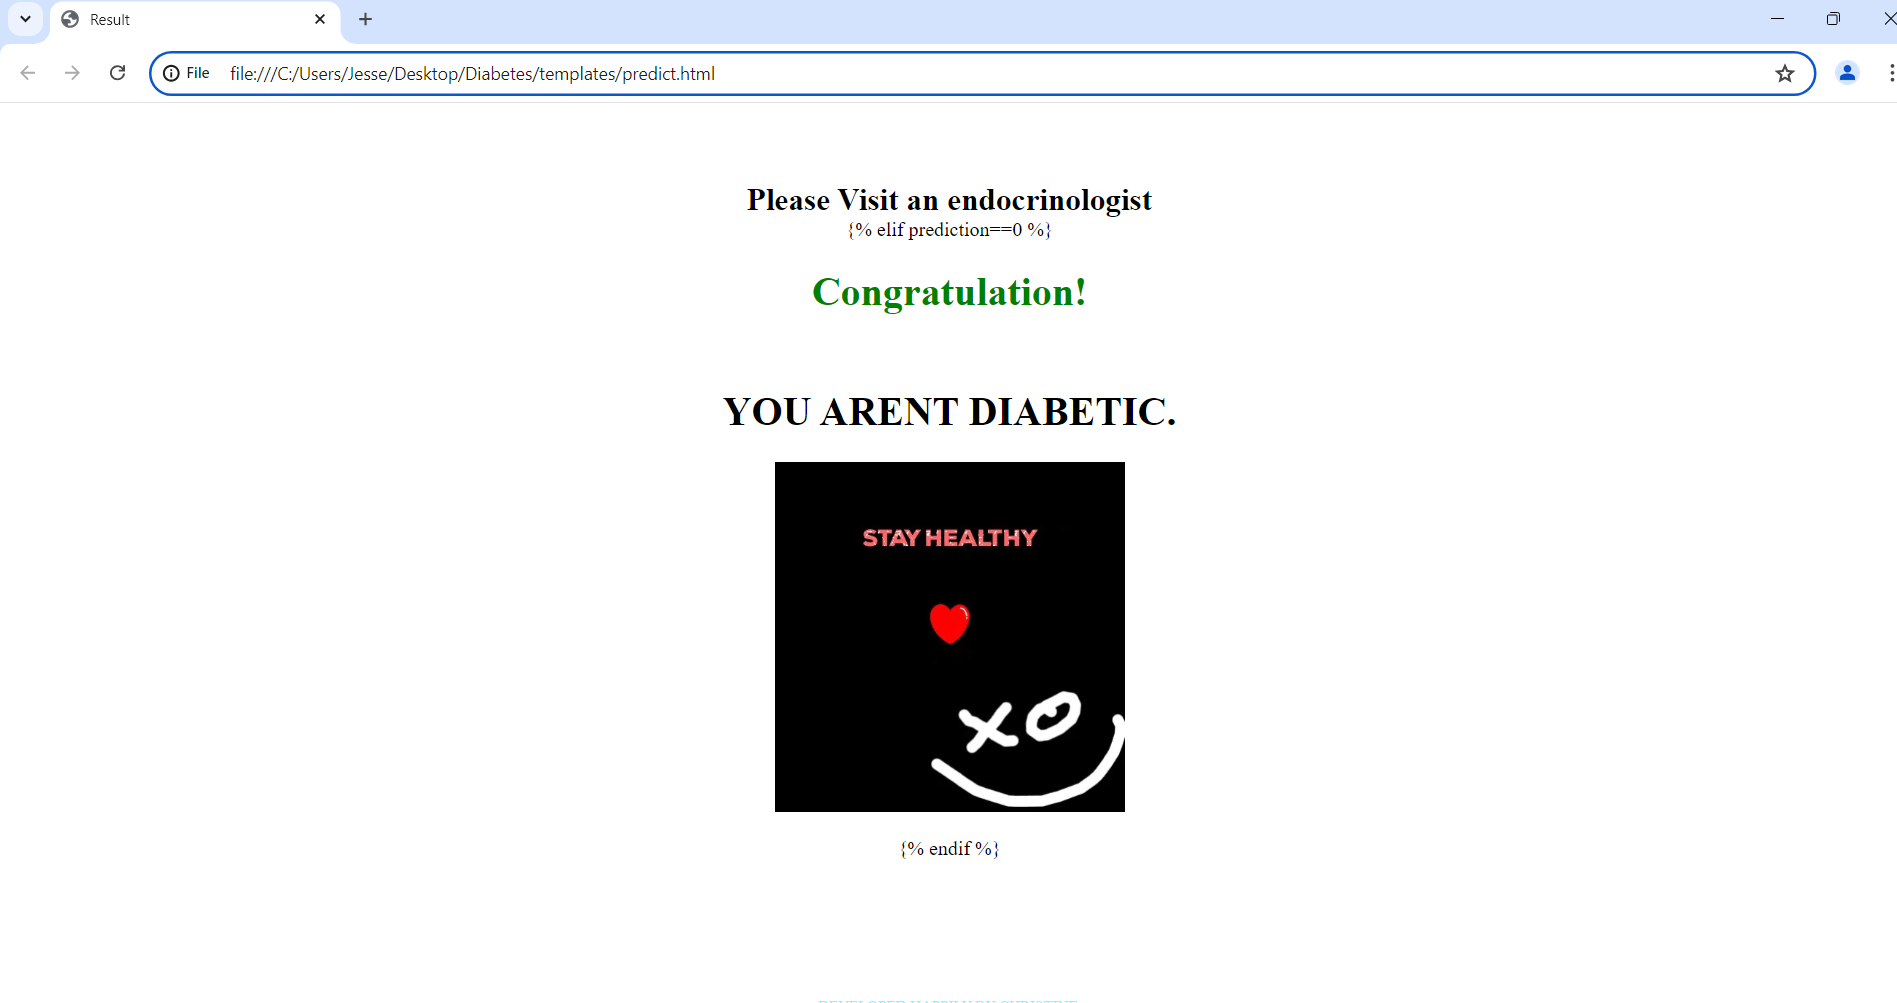 Result
File file:///C:/Users/Jesse/Desktop/Diabetes/templates/predict.html
Please Visit an endocrinologist
{% elif prediction==0 %}
Congratulation!
YOU ARENT DIABETIC.
STAY HEALTHY
XO
{% endif %}